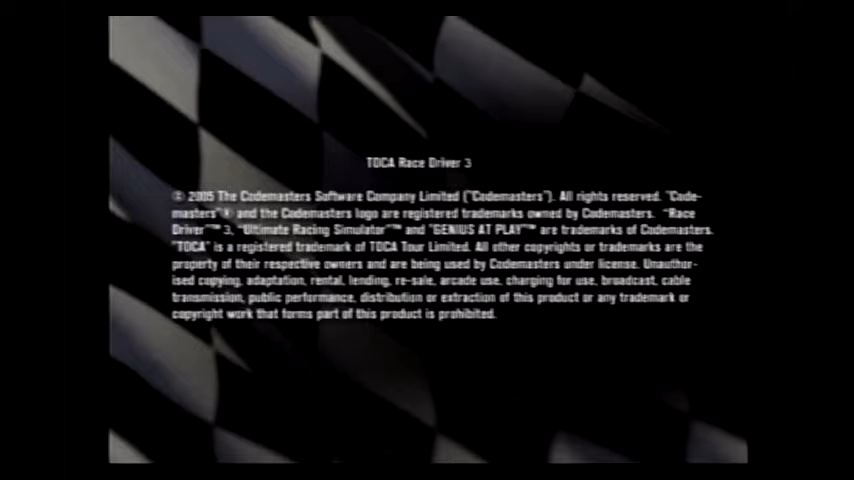 TOCA Race Driver 3
© 2005 The Codemasters Software Company Limited ("Codemasters"). All rights reserved. "Code-
masters"® and the Codemasters logo are registered trademarks owned by Codemasters. "Race
Driver"™ 3, "Ultimate Racing Simulator"™ and "GENIUS AT PLAY"™ are trademarks of Codemasters.
"TOCA" is a registered trademark of TOCA Tour Limited. All other copyrights or trademarks are the
property of their respective owners and are being used by Codemasters under license. Unauthor-
ised copying, adaptation, rental, lending, re-sale, arcade use, charging for use, broadcast, cable
transmission, public performance, distribution or extraction of this product or any trademark or
copyright work that forms part of this product is prohibited.